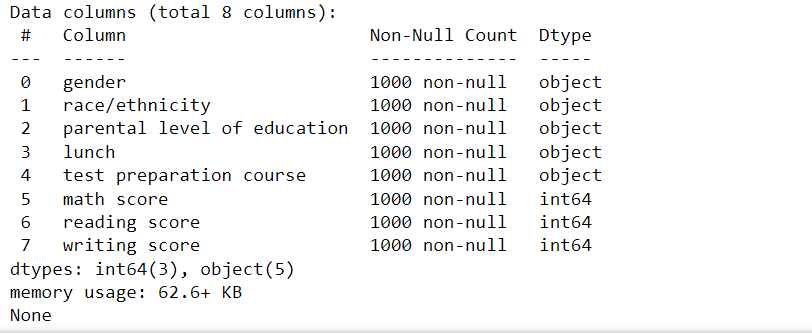 Data columns (total 8 columns):
 #   Column                       Non-Null Count  Dtype
---  ------                       --------------  -----
 0   gender                       1000 non-null   object
 1   race/ethnicity               1000 non-null   object
 2   parental level of education  1000 non-null   object
 3   lunch                        1000 non-null   object
 4   test preparation course      1000 non-null   object
 5   math score                   1000 non-null   int64
 6   reading score                1000 non-null   int64
 7   writing score                1000 non-null   int64
dtypes: int64(3), object(5)
memory usage: 62.6+ KB
None